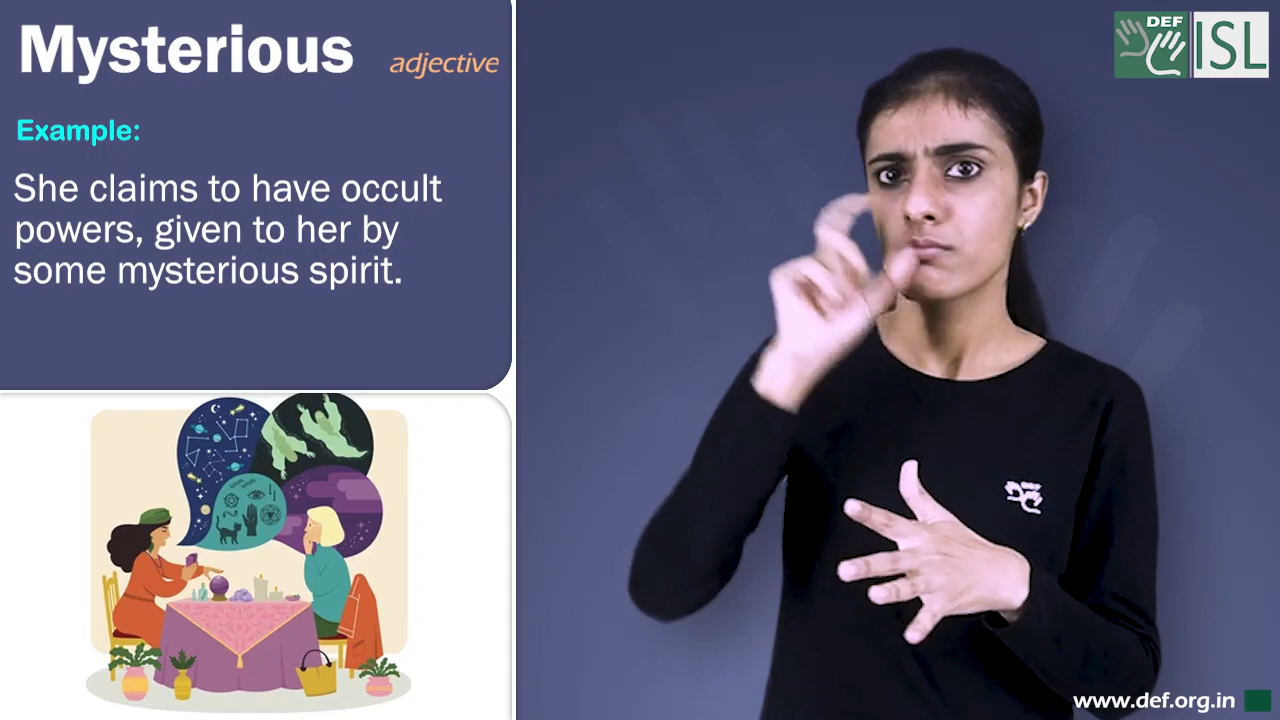 Mysterious adjective
Example:
She claims to have occult
powers, given to her by
some mysterious spirit.
DEF
ISL
www.def.org.in